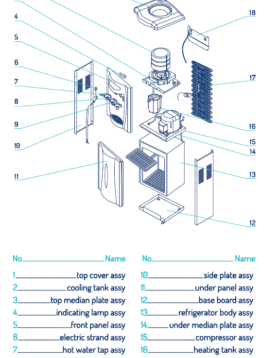 4
18
5
6
7
17
8
9
16
10
15
14
13
11
12
No. Name
1 top cover assy
2 cooling tank assy
3 top median plate assy
4 indicating lamp assy
5 front panel assy
6 electric strand assy
7 hot water tap assy
No. Name
10 side plate assy
11 under panel assy
12 base board assy
13 refrigerator body assy
14 under median plate assy
15 compressor assy
16 heating tank assy